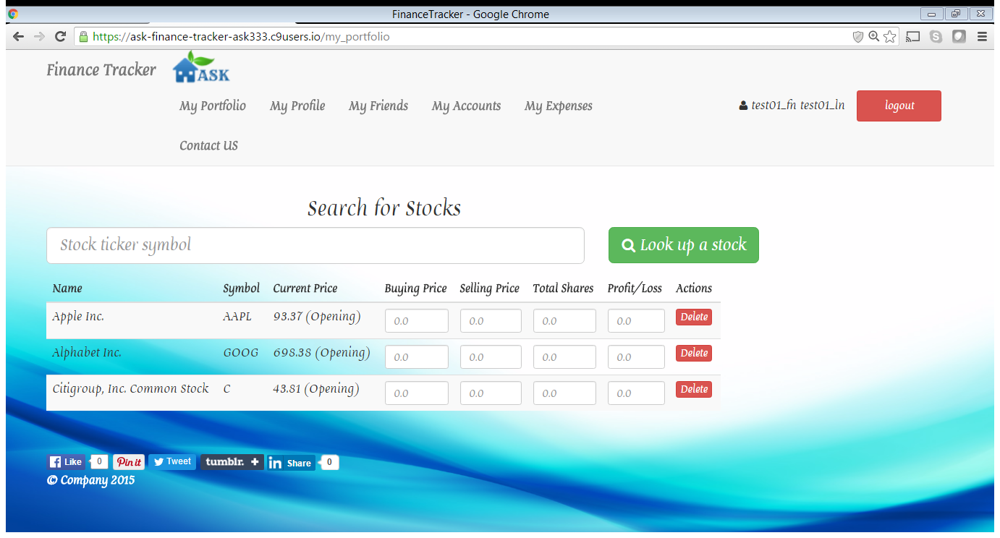 FinanceTracker - Google Chrome
https://ask-finance-tracker-ask333.c9users.io/my_portfolio
Finance Tracker ASK
My Portfolio My Profile My Friends My Accounts My Expenses test01_fn test01_ln logout
Contact US
Search for Stocks
Stock ticker symbol Look up a stock
Name Symbol Current Price Buying Price Selling Price Total Shares Profit/Loss Actions
Apple Inc. AAPL 93.37 (Opening) 0.0 0.0 0.0 0.0 Delete
Alphabet Inc. GOOG 698.38 (Opening) 0.0 0.0 0.0 0.0 Delete
Citigroup, Inc. Common Stock C 43.81 (Opening) 0.0 0.0 0.0 0.0 Delete
f Like 0 Pin it Tweet tumblr. + in Share 0
© Company 2015